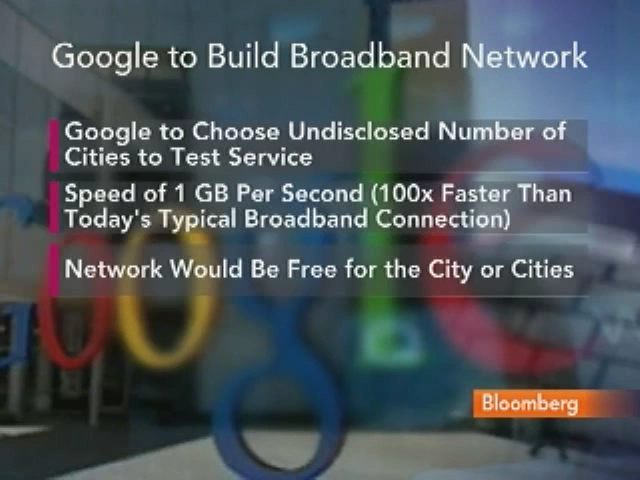 Google to Build Broadband Network
Google to Choose Undisclosed Number of
Cities to Test Service
Speed of 1 GB Per Second (100x Faster Than
Today's Typical Broadband Connection)
Network Would Be Free for the City or Cities
Google
Bloomberg